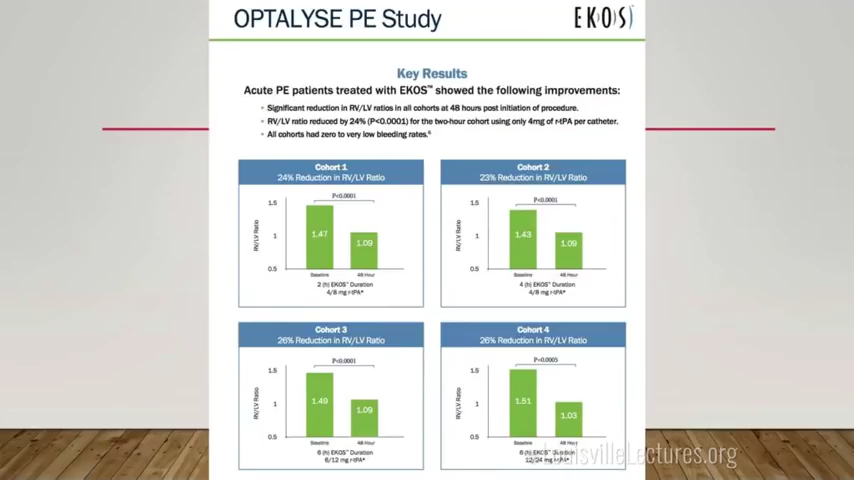 OPTALYSE PE Study
EKOS
Key Results
Acute PE patients treated with EKOS™ showed the following improvements:
• Significant reduction in RV/LV ratios in all cohorts at 48 hours post initiation of procedure.
• RV/LV ratio reduced by 24% (P<0.0001) for the two-hour cohort using only 4mg of r-tPA per catheter.
• All cohorts had zero to very low bleeding rates.⁶
Cohort 1
24% Reduction in RV/LV Ratio
P<0.0001
1.5
1
0.5
RV/LV Ratio
1.47
1.09
Baseline
48 Hour
2 (h) EKOS™ Duration
4/8 mg r-tPA*
Cohort 2
23% Reduction in RV/LV Ratio
P<0.0001
1.5
1
0.5
RV/LV Ratio
1.43
1.09
Baseline
48 Hour
4 (h) EKOS™ Duration
4/8 mg r-tPA*
Cohort 3
26% Reduction in RV/LV Ratio
P<0.0001
1.5
1
0.5
RV/LV Ratio
1.49
1.09
Baseline
48 Hour
6 (h) EKOS™ Duration
6/12 mg r-tPA*
Cohort 4
26% Reduction in RV/LV Ratio
P=0.0005
1.5
1
0.5
RV/LV Ratio
1.51
1.03
Baseline
48 Hour
6 (h) EKOS™ Duration
12/24 mg r-tPA*
LouisvilleLectures.org